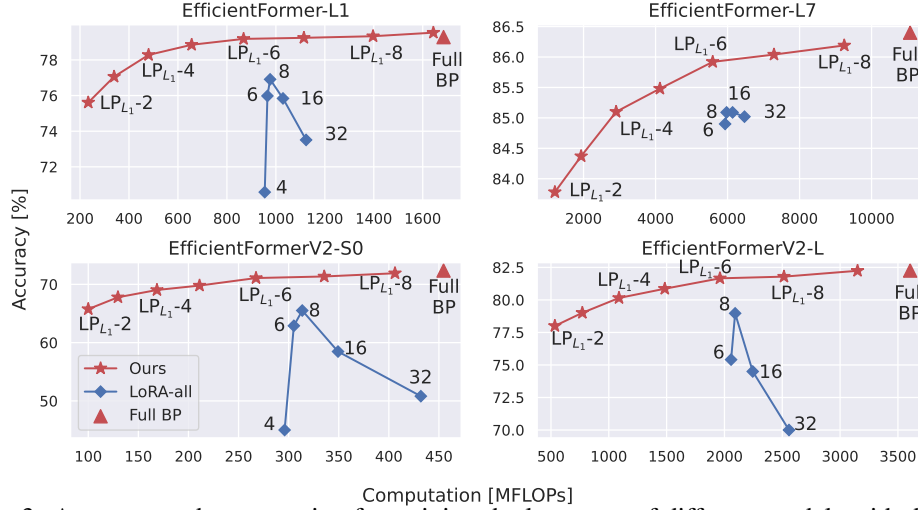 EfficientFormer-L1
EfficientFormer-L7
78
76
74
72
LP_{L_1}-2
LP_{L_1}-4
LP_{L_1}-6
LP_{L_1}-8
Full
BP
4
6
8
16
32
200 400 600 800 1000 1200 1400 1600
86.5
86.0
85.5
85.0
84.5
84.0
LP_{L_1}-2
LP_{L_1}-4
LP_{L_1}-6
LP_{L_1}-8
Ful
BP
6
8
16
32
2000 4000 6000 8000 10000
Accuracy [%]
EfficientFormerV2-S0
EfficientFormerV2-L
70
60
50
LP_{L_1}-2
LP_{L_1}-4
LP_{L_1}-6
LP_{L_1}-8
Full
BP
4
6
8
16
32
Ours
LoRA-all
Full BP
100 150 200 250 300 350 400 450
82.5
80.0
77.5
75.0
72.5
70.0
LP_{L_1}-2
LP_{L_1}-4
LP_{L_1}-6
LP_{L_1}-8
Ful
BP
6
8
16
32
500 1000 1500 2000 2500 3000 3500
Computation [MFLOPs]